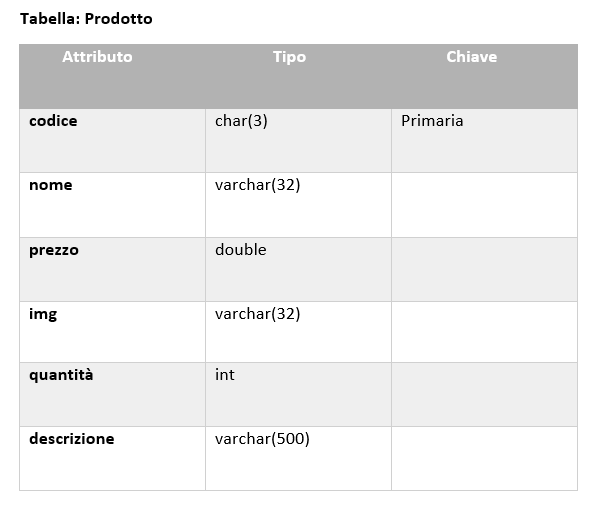 Tabella: Prodotto
Attributo Tipo Chiave
codice char(3) Primaria
nome varchar(32)
prezzo double
img varchar(32)
quantità int
descrizione varchar(500)